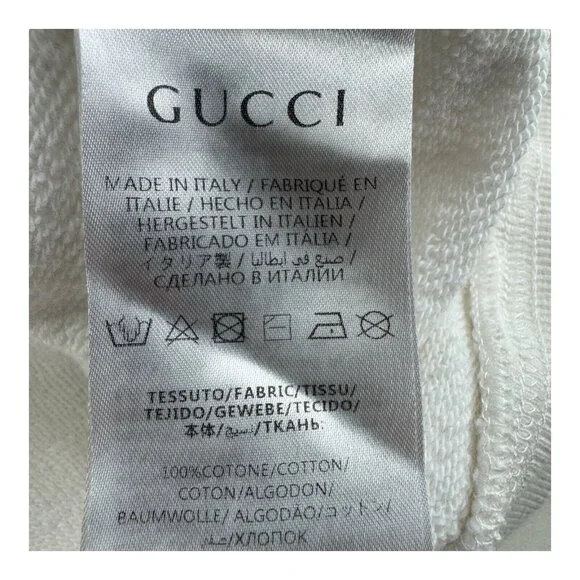 GUCCI
MADE IN ITALY / FABRIQUÉ EN
ITALIE / HECHO EN ITALIA /
HERGESTELT IN ITALIEN /
FABRICADO EM ITÁLIA /
イタリア製 / صنع في ايطاليا /
СДЕЛАНО В ИТАЛИИ
TESSUTO/FABRIC/TISSU/
TEJIDO/GEWEBE/TECIDO/
本体/نسيج/ТКАНЬ:
100%COTONE/COTTON/
COTON/ALGODON/
BAUMWOLLE/ALGODÃO/コットン/
/ХЛОПОК